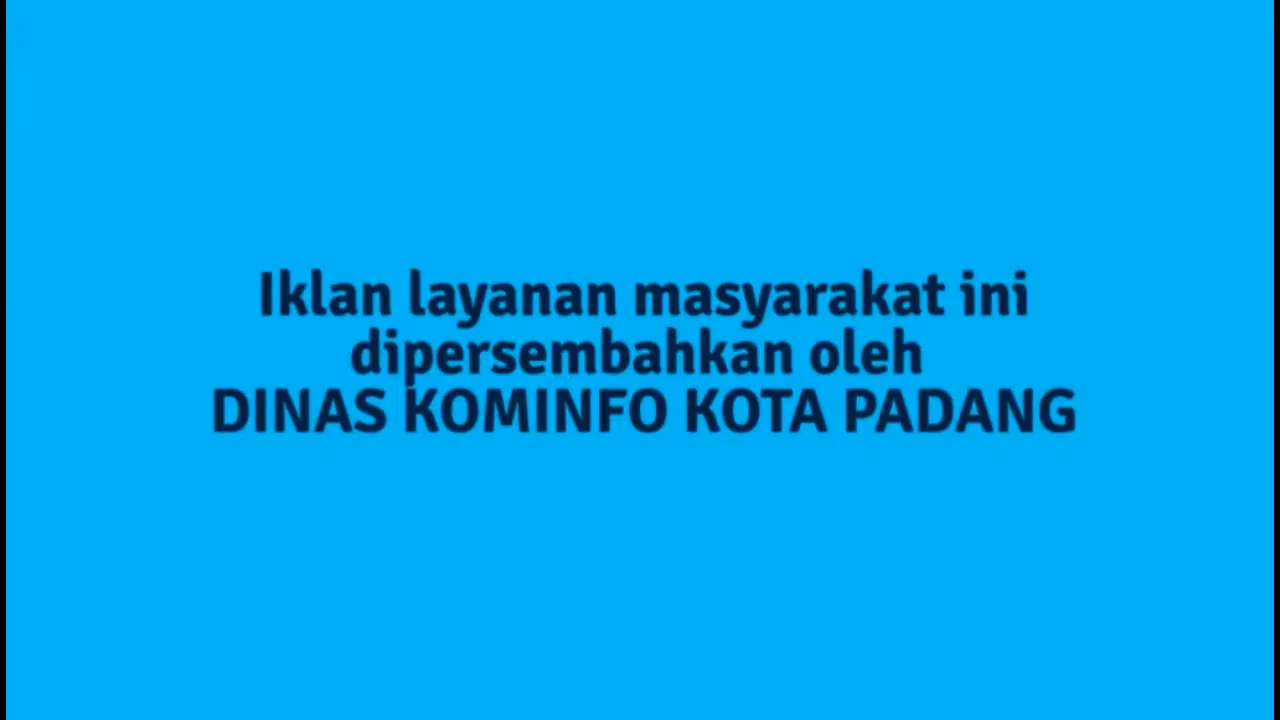 Iklan layanan masyarakat ini
dipersembahkan oleh
DINAS KOMINFO KOTA PADANG